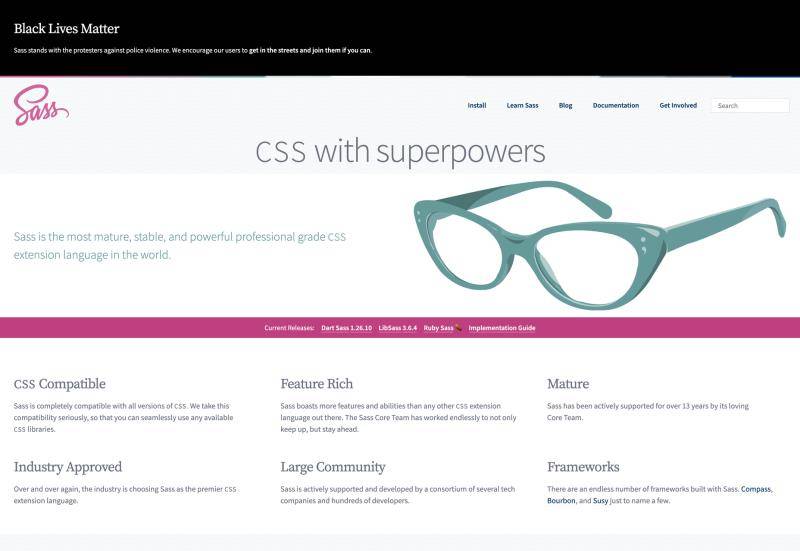 Black Lives Matter
Sass stands with the protesters against police violence. We encourage our users to get in the streets and join them if you can.
Sass
Install Learn Sass Blog Documentation Get Involved Search
CSS with superpowers
Sass is the most mature, stable, and powerful professional grade CSS
extension language in the world.
Current Releases: Dart Sass 1.26.10 LibSass 3.6.4 Ruby Sass Implementation Guide
CSS Compatible
Sass is completely compatible with all versions of CSS. We take this
compatibility seriously, so that you can seamlessly use any available
CSS libraries.
Feature Rich
Sass boasts more features and abilities than any other CSS extension
language out there. The Sass Core Team has worked endlessly to not only
keep up, but stay ahead.
Mature
Sass has been actively supported for over 13 years by its loving
Core Team.
Industry Approved
Over and over again, the industry is choosing Sass as the premier CSS
extension language.
Large Community
Sass is actively supported and developed by a consortium of several tech
companies and hundreds of developers.
Frameworks
There are an endless number of frameworks built with Sass. Compass,
Bourbon, and Susy just to name a few.